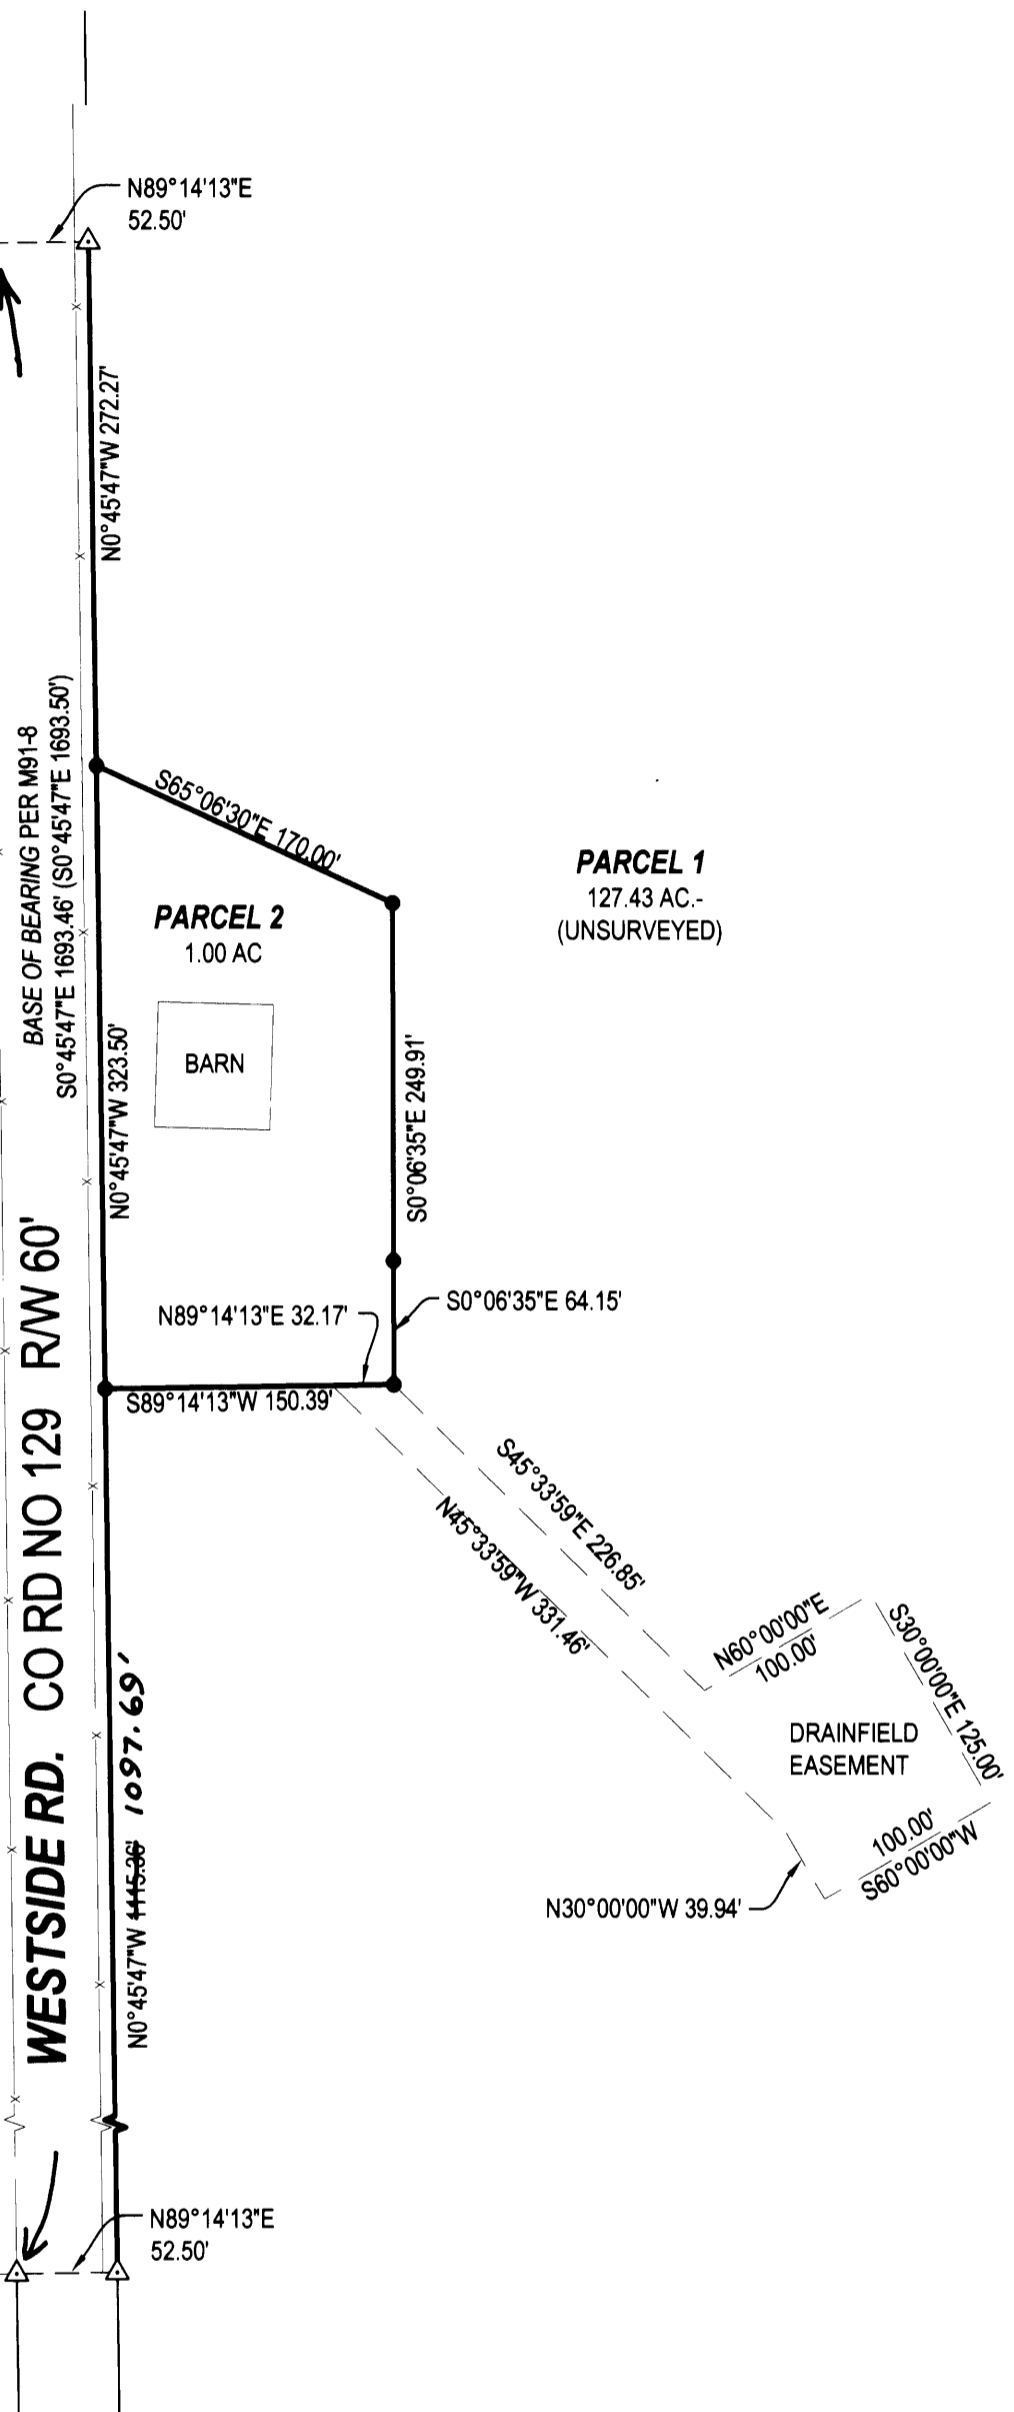 N89°14'13"E
52.50'
N0°45'47"W 272.27'
BASE OF BEARING PER M91-8
S0°45'47"E 1693.46' (S0°45'47"E 1693.50')
S65°06'30"E 170.00'
PARCEL 1
127.43 AC.-
(UNSURVEYED)
PARCEL 2
1.00 AC
BARN
N0°45'47"W 323.50'
S0°06'35"E 249.91'
S0°06'35"E 64.15'
N89°14'13"E 32.17'
S89°14'13"W 150.39'
S45°33'59"E 226.85'
N45°33'59"W 331.46'
N60°00'00"E
100.00'
S30°00'00"E 125.00'
DRAINFIELD
EASEMENT
100.00'
S60°00'00"W
N30°00'00"W 39.94'
WESTSIDE RD. CO RD NO 129 R/W 60'
N0°45'47"W 1115.36' 1097.69'
N89°14'13"E
52.50'